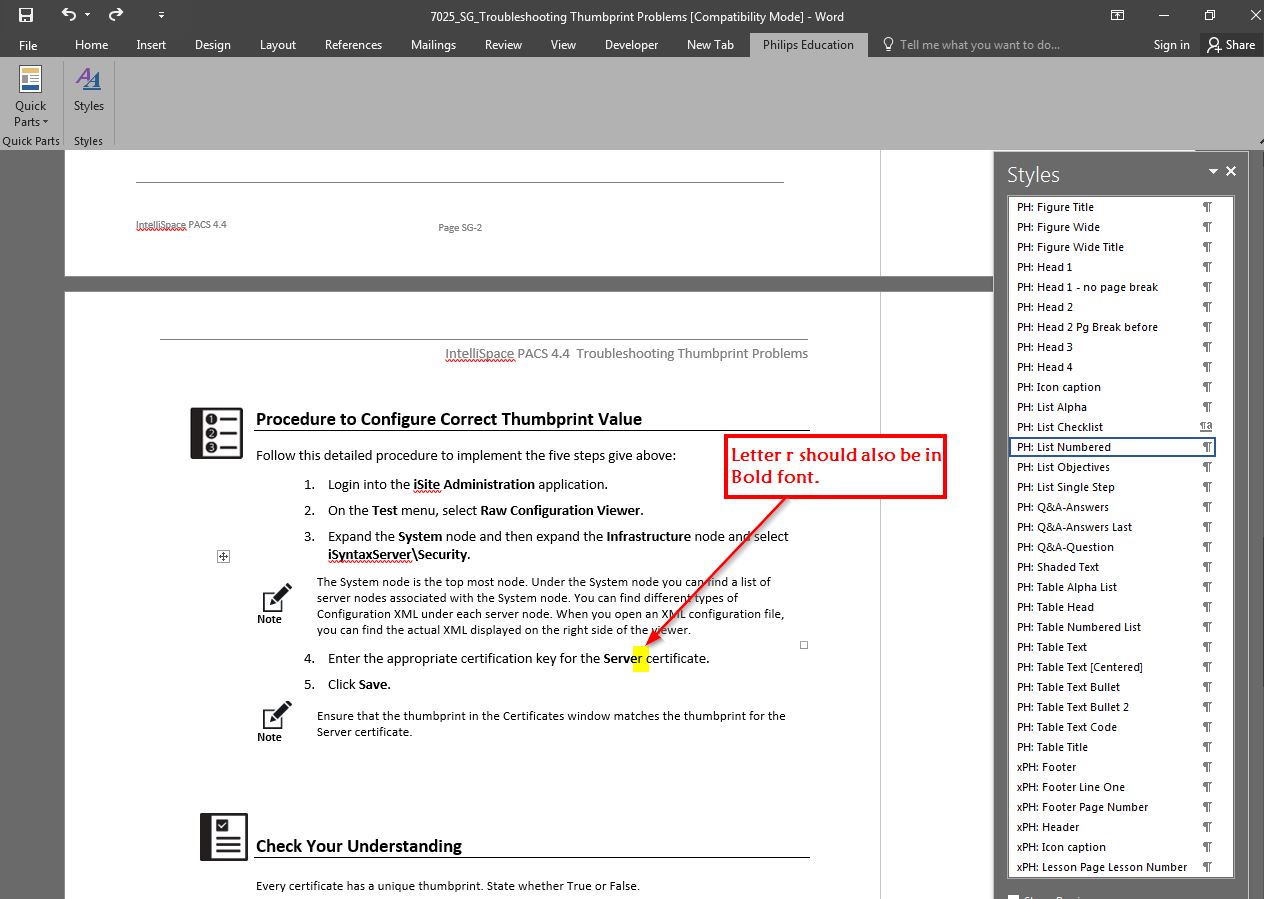 7025_SG_Troubleshooting Thumbprint Problems [Compatibility Mode] - Word
File Home Insert Design Layout References Mailings Review View Developer New Tab Philips Education Tell me what you want to do... Sign in Share
Quick Parts
Styles
Quick Parts
Styles
IntelliSpace PACS 4.4
Page SG-2
IntelliSpace PACS 4.4 Troubleshooting Thumbprint Problems
Procedure to Configure Correct Thumbprint Value
Follow this detailed procedure to implement the five steps give above:
Letter r should also be in
Bold font.
1. Login into the iSite Administration application.
2. On the Test menu, select Raw Configuration Viewer.
3. Expand the System node and then expand the Infrastructure node and select
iSyntaxServer\Security.
Note
The System node is the top most node. Under the System node you can find a list of
server nodes associated with the System node. You can find different types of
Configuration XML under each server node. When you open an XML configuration file,
you can find the actual XML displayed on the right side of the viewer.
4. Enter the appropriate certification key for the Server certificate.
5. Click Save.
Note
Ensure that the thumbprint in the Certificates window matches the thumbprint for the
Server certificate.
Check Your Understanding
Every certificate has a unique thumbprint. State whether True or False.
Styles
PH: Figure Title
PH: Figure Wide
PH: Figure Wide Title
PH: Head 1
PH: Head 1 - no page break
PH: Head 2
PH: Head 2 Pg Break before
PH: Head 3
PH: Head 4
PH: Icon caption
PH: List Alpha
PH: List Checklist
PH: List Numbered
PH: List Objectives
PH: List Single Step
PH: Q&A-Answers
PH: Q&A-Answers Last
PH: Q&A-Question
PH: Shaded Text
PH: Table Alpha List
PH: Table Head
PH: Table Numbered List
PH: Table Text
PH: Table Text [Centered]
PH: Table Text Bullet
PH: Table Text Bullet 2
PH: Table Text Code
PH: Table Title
xPH: Footer
xPH: Footer Line One
xPH: Footer Page Number
xPH: Header
xPH: Icon caption
xPH: Lesson Page Lesson Number